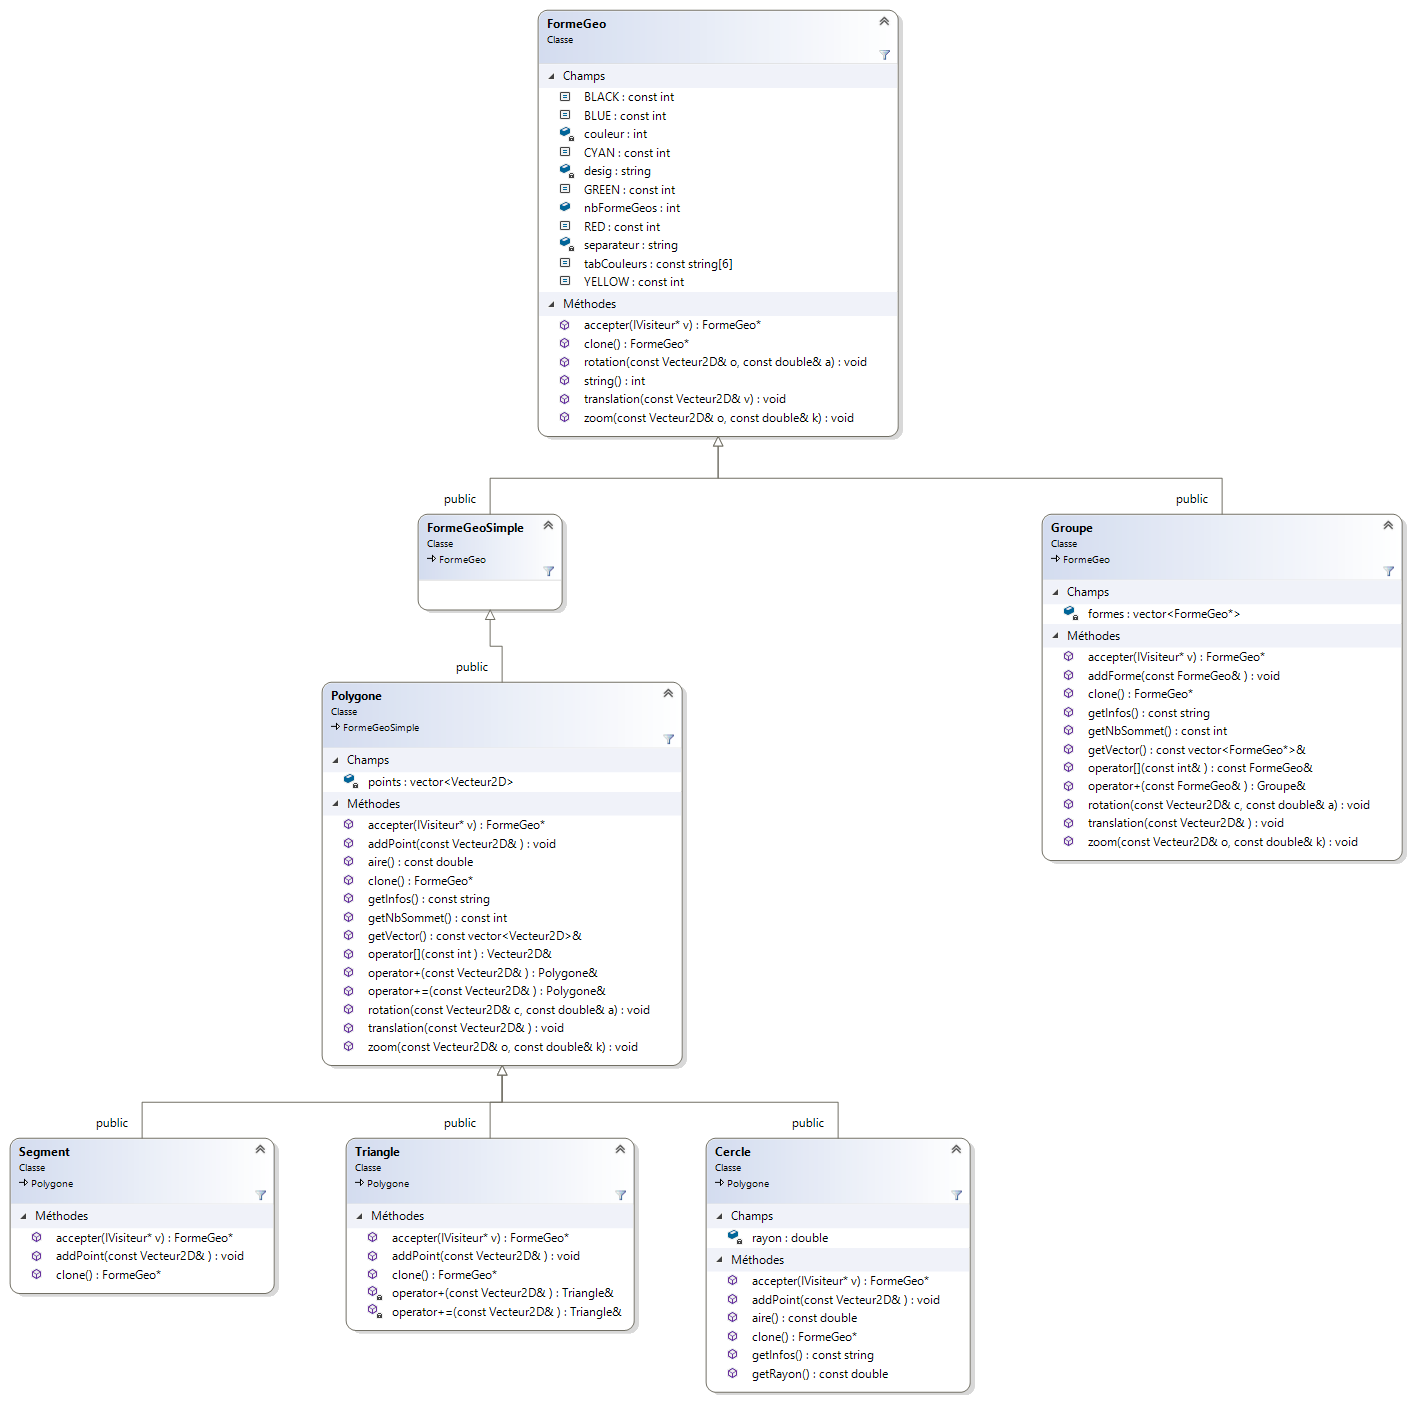 FormeGeo
Classe
Champs
BLACK : const int
BLUE : const int
couleur : int
CYAN : const int
desig : string
GREEN : const int
nbFormeGeos : int
RED : const int
separateur : string
tabCouleurs : const string[6]
YELLOW : const int
Méthodes
accepter(IVisiteur* v) : FormeGeo*
clone() : FormeGeo*
rotation(const Vecteur2D& o, const double& a) : void
string() : int
translation(const Vecteur2D& v) : void
zoom(const Vecteur2D& o, const double& k) : void
public
public
FormeGeoSimple
Classe
FormeGeo
Groupe
Classe
FormeGeo
Champs
formes : vector<FormeGeo*>
Méthodes
accepter(IVisiteur* v) : FormeGeo*
addForme(const FormeGeo& ) : void
clone() : FormeGeo*
getInfos() : const string
getNbSommet() : const int
getVector() : const vector<FormeGeo*>&
operator[](const int& ) : const FormeGeo&
operator+(const FormeGeo& ) : Groupe&
rotation(const Vecteur2D& c, const double& a) : void
translation(const Vecteur2D& ) : void
zoom(const Vecteur2D& o, const double& k) : void
public
Polygone
Classe
FormeGeoSimple
Champs
points : vector<Vecteur2D>
Méthodes
accepter(IVisiteur* v) : FormeGeo*
addPoint(const Vecteur2D& ) : void
aire() : const double
clone() : FormeGeo*
getInfos() : const string
getNbSommet() : const int
getVector() : const vector<Vecteur2D>&
operator[](const int ) : Vecteur2D&
operator+(const Vecteur2D& ) : Polygone&
operator+=(const Vecteur2D& ) : Polygone&
rotation(const Vecteur2D& c, const double& a) : void
translation(const Vecteur2D& ) : void
zoom(const Vecteur2D& o, const double& k) : void
public
public
public
Segment
Classe
Polygone
Méthodes
accepter(IVisiteur* v) : FormeGeo*
addPoint(const Vecteur2D& ) : void
clone() : FormeGeo*
Triangle
Classe
Polygone
Méthodes
accepter(IVisiteur* v) : FormeGeo*
addPoint(const Vecteur2D& ) : void
clone() : FormeGeo*
operator+(const Vecteur2D& ) : Triangle&
operator+=(const Vecteur2D& ) : Triangle&
Cercle
Classe
Polygone
Champs
rayon : double
Méthodes
accepter(IVisiteur* v) : FormeGeo*
addPoint(const Vecteur2D& ) : void
aire() : const double
clone() : FormeGeo*
getInfos() : const string
getRayon() : const double